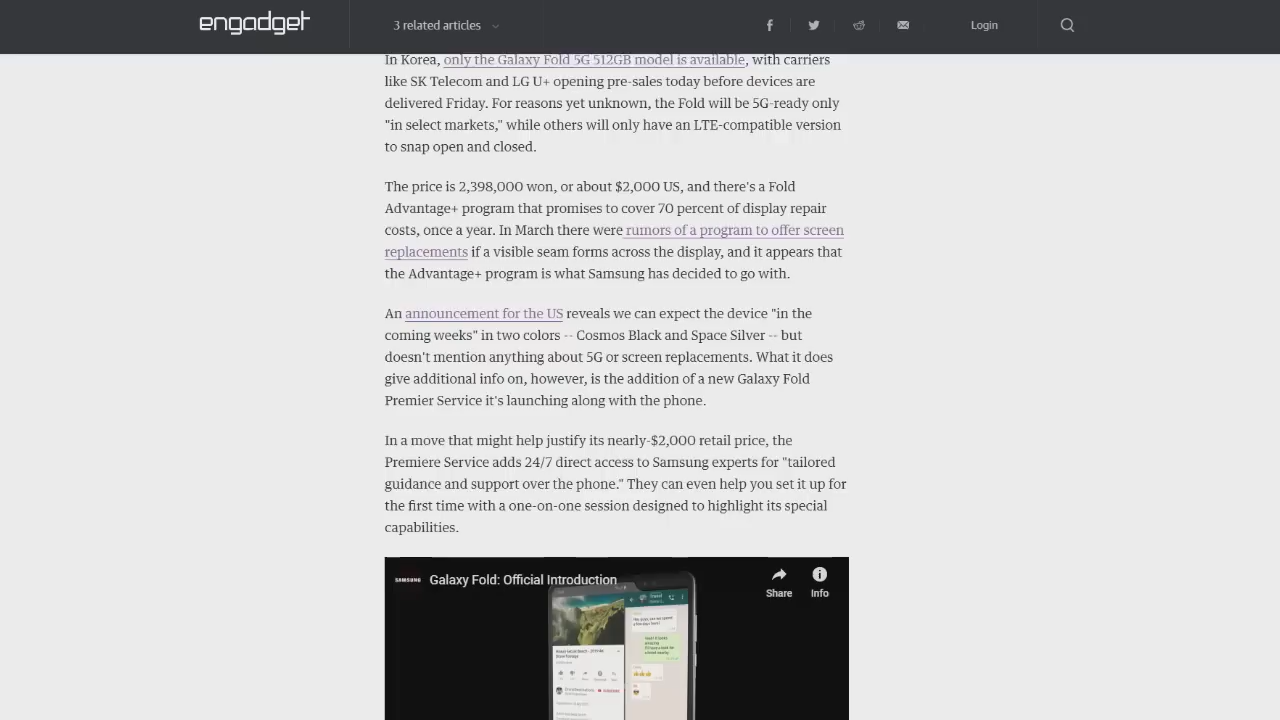 engadget
3 related articles
Login
In Korea, only the Galaxy Fold 5G 512GB model is available, with carriers
like SK Telecom and LG U+ opening pre-sales today before devices are
delivered Friday. For reasons yet unknown, the Fold will be 5G-ready only
"in select markets," while others will only have an LTE-compatible version
to snap open and closed.
The price is 2,398,000 won, or about $2,000 US, and there's a Fold
Advantage+ program that promises to cover 70 percent of display repair
costs, once a year. In March there were rumors of a program to offer screen
replacements if a visible seam forms across the display, and it appears that
the Advantage+ program is what Samsung has decided to go with.
An announcement for the US reveals we can expect the device "in the
coming weeks" in two colors -- Cosmos Black and Space Silver -- but
doesn't mention anything about 5G or screen replacements. What it does
give additional info on, however, is the addition of a new Galaxy Fold
Premier Service it's launching along with the phone.
In a move that might help justify its nearly-$2,000 retail price, the
Premiere Service adds 24/7 direct access to Samsung experts for "tailored
guidance and support over the phone." They can even help you set it up for
the first time with a one-on-one session designed to highlight its special
capabilities.
SAMSUNG Galaxy Fold: Official Introduction
Share
Info